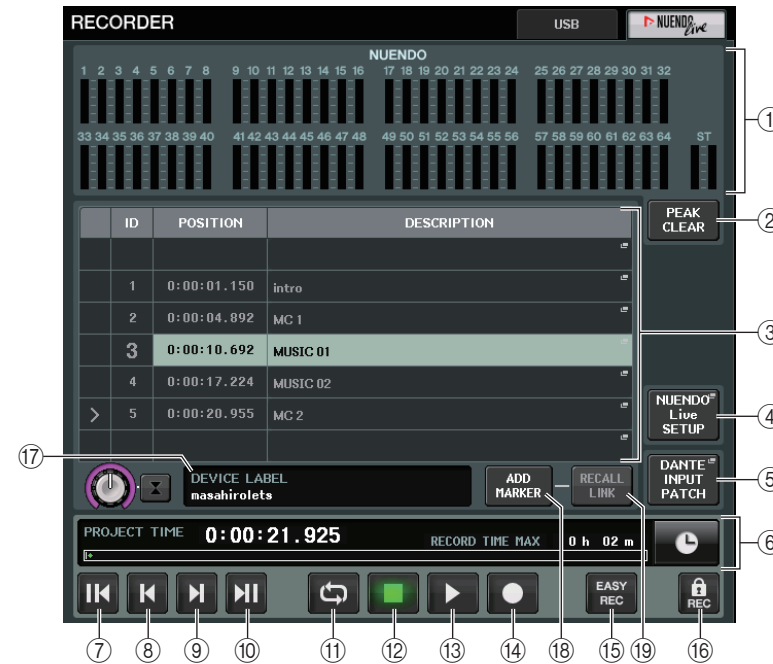 RECORDER USB NUENDO Live
NUENDO
1 2 3 4 5 6 7 8 9 10 11 12 13 14 15 16 17 18 19 20 21 22 23 24 25 26 27 28 29 30 31 32
①
33 34 35 36 37 38 39 40 41 42 43 44 45 46 47 48 49 50 51 52 53 54 55 56 57 58 59 60 61 62 63 64 ST
ID POSITION DESCRIPTION
PEAK
CLEAR
②
1 0:00:01.150 intro
2 0:00:04.892 MC 1
③
3 0:00:10.692 MUSIC 01
4 0:00:17.224 MUSIC 02
> 5 0:00:20.955 MC 2
NUENDO
Live
SETUP
④
⑰
DEVICE LABEL
masahirolets
ADD
MARKER
RECALL
LINK
DANTE
INPUT
PATCH
⑤
PROJECT TIME 0:00:21.925 RECORD TIME MAX 0 h 02 m
⑥
EASY
REC
REC
⑦ ⑧ ⑨ ⑩ ⑪ ⑫ ⑬ ⑭ ⑱ ⑮ ⑲ ⑯